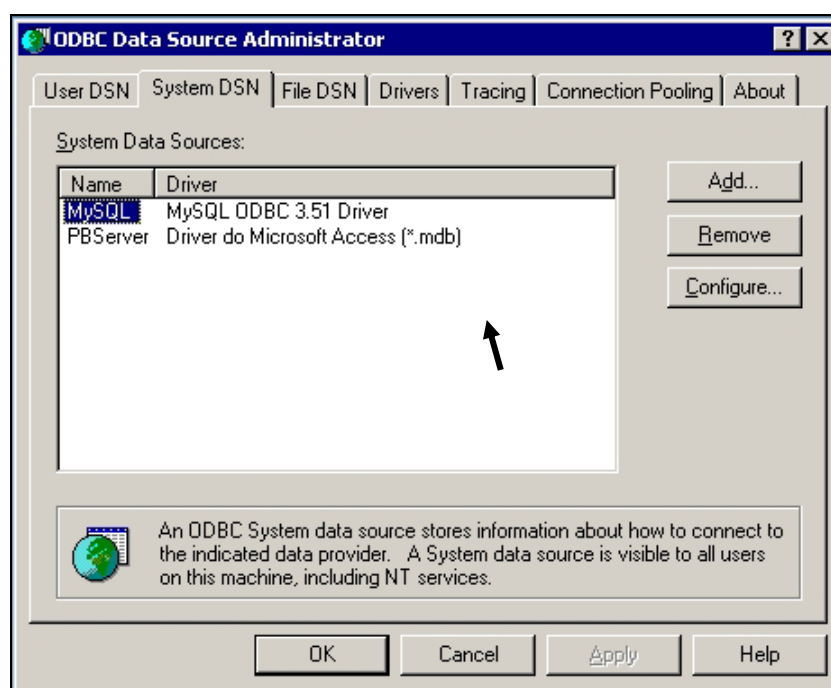 ODBC Data Source Administrator
User DSN System DSN File DSN Drivers Tracing Connection Pooling About
System Data Sources:
Name Driver
MySQL MySQL ODBC 3.51 Driver
PBServer Driver do Microsoft Access (*.mdb)
Add...
Remove
Configure...
An ODBC System data source stores information about how to connect to
the indicated data provider. A System data source is visible to all users
on this machine, including NT services.
OK Cancel Apply Help